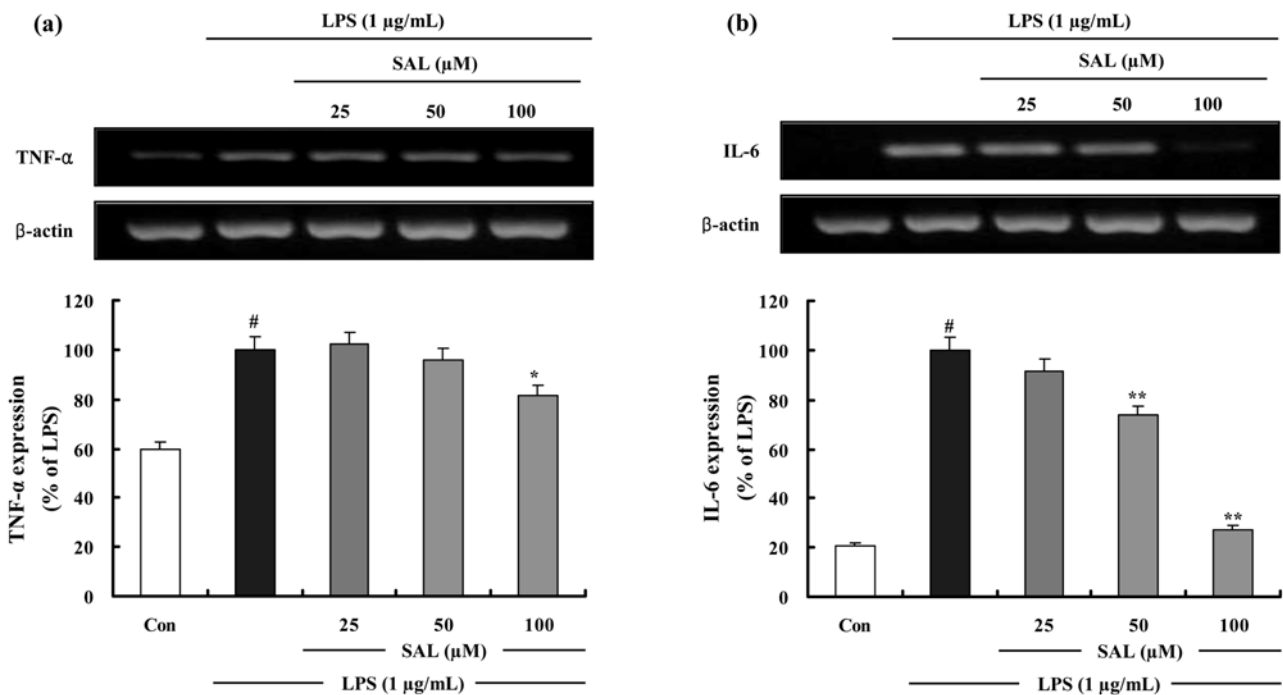 (a)
LPS (1 µg/mL)
SAL (µM)
25 50 100
TNF-α
β-actin
120
100
80
60
40
20
0
TNF-α expression
(% of LPS)
#
*
Con 25 50 100
SAL (µM)
LPS (1 µg/mL)
(b)
LPS (1 µg/mL)
SAL (µM)
25 50 100
IL-6
β-actin
120
100
80
60
40
20
0
IL-6 expression
(% of LPS)
#
**
**
Con 25 50 100
SAL (µM)
LPS (1 µg/mL)